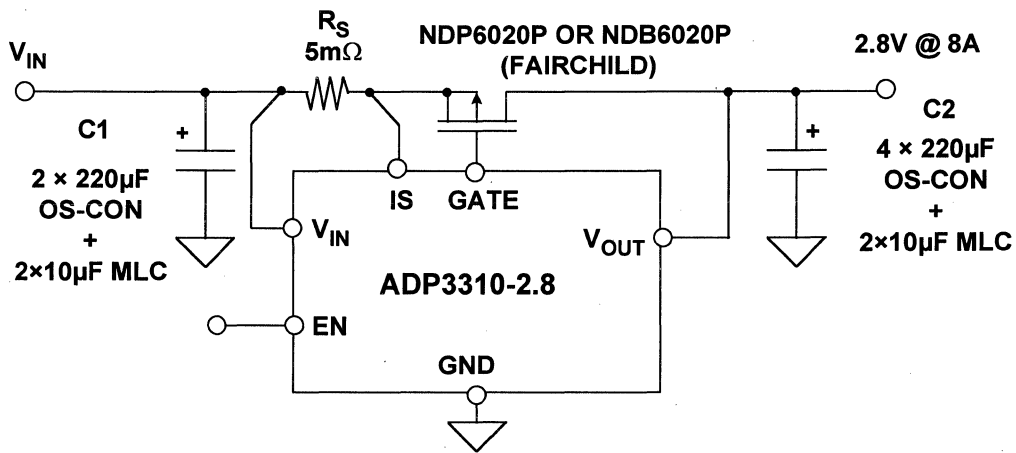 V_IN
R_S
5mΩ
NDP6020P OR NDB6020P
(FAIRCHILD)
2.8V @ 8A
C1
+
2 × 220µF
OS-CON
+
2×10µF MLC
IS
GATE
V_IN
V_OUT
ADP3310-2.8
EN
GND
+
C2
4 × 220µF
OS-CON
+
2×10µF MLC